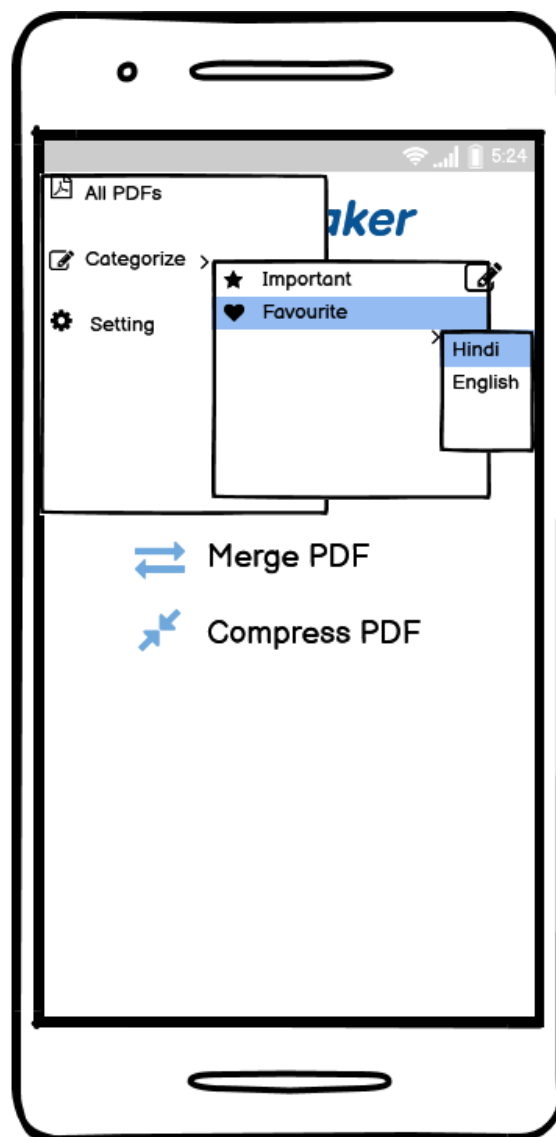 5:24
aker
All PDFs
Categorize
Setting
Important
Favourite
Hindi
English
Merge PDF
Compress PDF